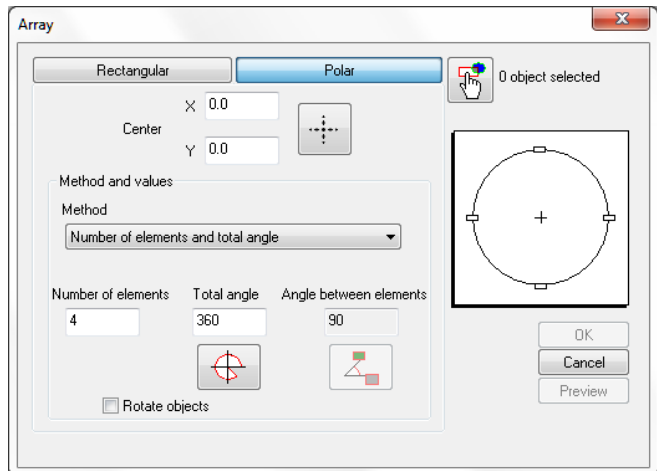 Array
Rectangular Polar
0 object selected
X 0.0
Center
Y 0.0
Method and values
Method
Number of elements and total angle
Number of elements Total angle Angle between elements
4 360 90
Rotate objects
OK
Cancel
Preview